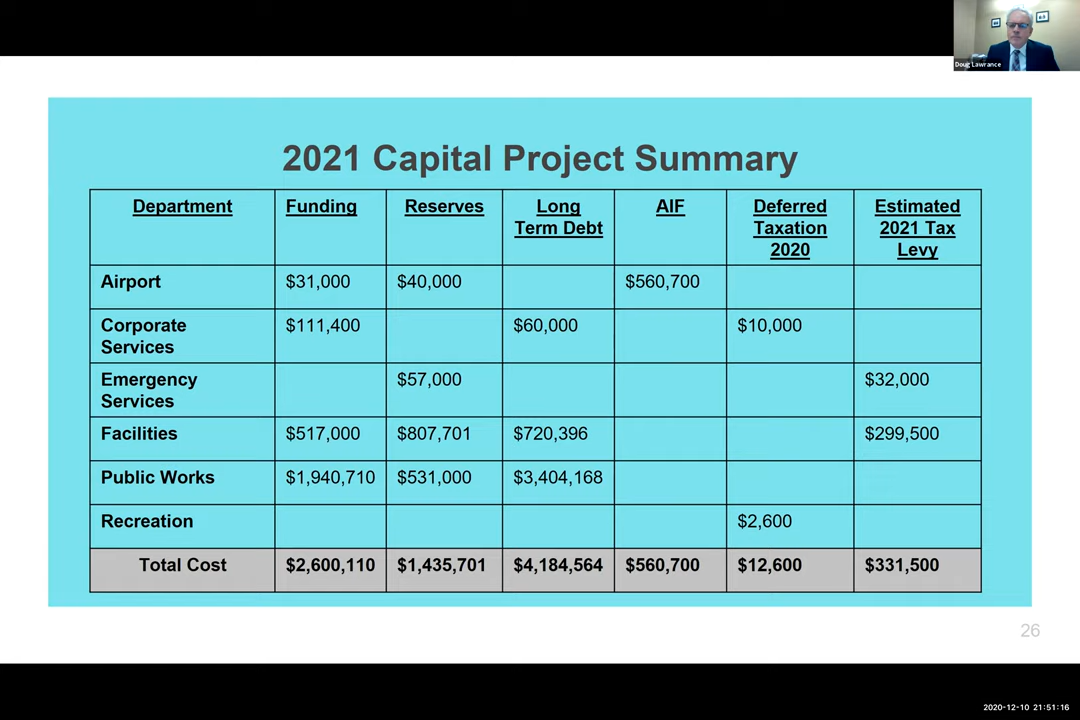 Doug Lawrance
2021 Capital Project Summary
Department Funding Reserves Long Term Debt AIF Deferred Taxation 2020 Estimated 2021 Tax Levy
Airport $31,000 $40,000 $560,700
Corporate Services $111,400 $60,000 $10,000
Emergency Services $57,000 $32,000
Facilities $517,000 $807,701 $720,396 $299,500
Public Works $1,940,710 $531,000 $3,404,168
Recreation $2,600
Total Cost $2,600,110 $1,435,701 $4,184,564 $560,700 $12,600 $331,500
26
2020-12-10 21:51:16